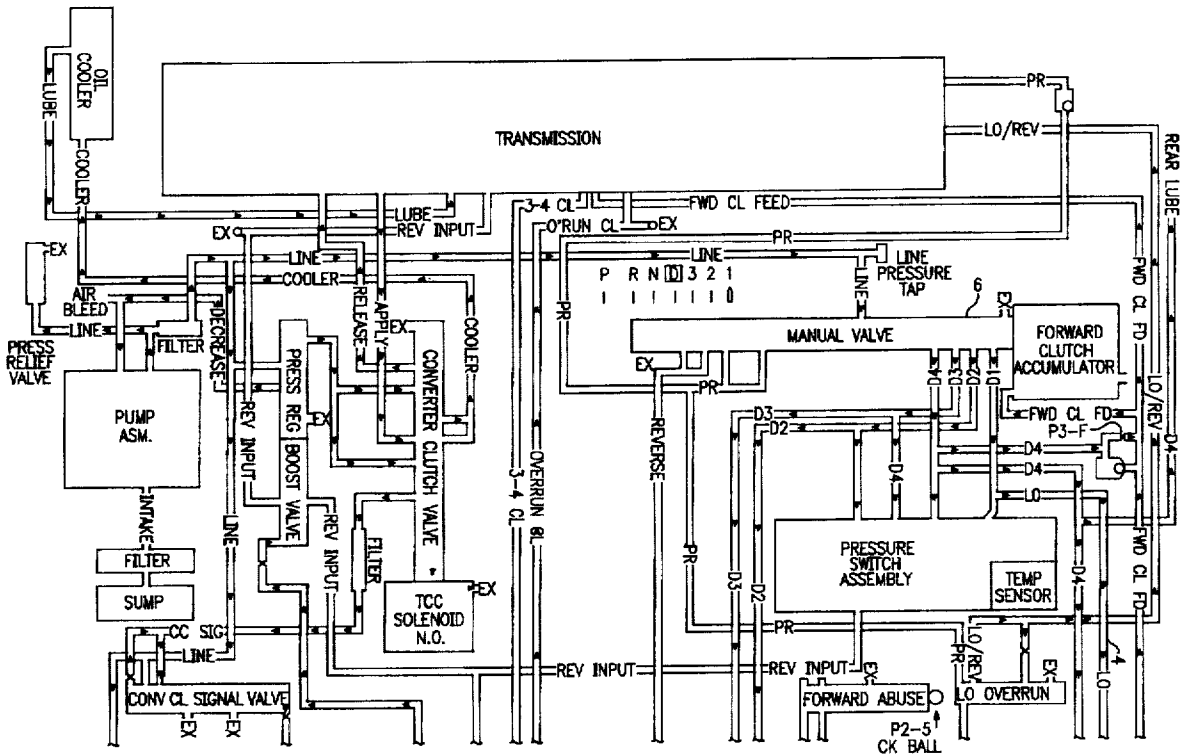 OIL COOLER
LUBE
COOLER
TRANSMISSION
PR
LO/REV
REAR LUBE
LUBE
REV INPUT
EX
3-4 CL
O'RUN CL
EX
FWD CL FEED
PR
EX
LINE
COOLER
LINE
LINE PRESSURE TAP
P R N D 3 2 1
LINE
6
EX
AIR BLEED
LINE
PRESS RELIEF VALVE
FILTER
DECREASE
RELEASE
APPLY
EX
COOLER
PR
MANUAL VALVE
FORWARD CLUTCH ACCUMULATOR
FWD CL FD
PUMP ASM.
PRESS REG
BOOST VALVE
EX
CONVERTER CLUTCH VALVE
EX
PR
D4
D3
D2
D1
LO/REV
FWD CL FD
P3-F
D3
D2
D4
D4
D4
D4
LO
REV INPUT
LINE
REV INPUT
FILTER
3-4 CL
OVERRUN CL
REVERSE
PR
INTAKE
FILTER
SUMP
TCC SOLENOID N.O.
EX
D3
D2
PRESSURE SWITCH ASSEMBLY
TEMP SENSOR
D4
FWD CL FD
CC SIG
LINE
PR
LO/REV
PR
4
LO
REV INPUT
REV INPUT
EX
EX
CONV CL SIGNAL VALVE
EX
EX
FORWARD ABUSE
LO OVERRUN
P2-5
CK BALL